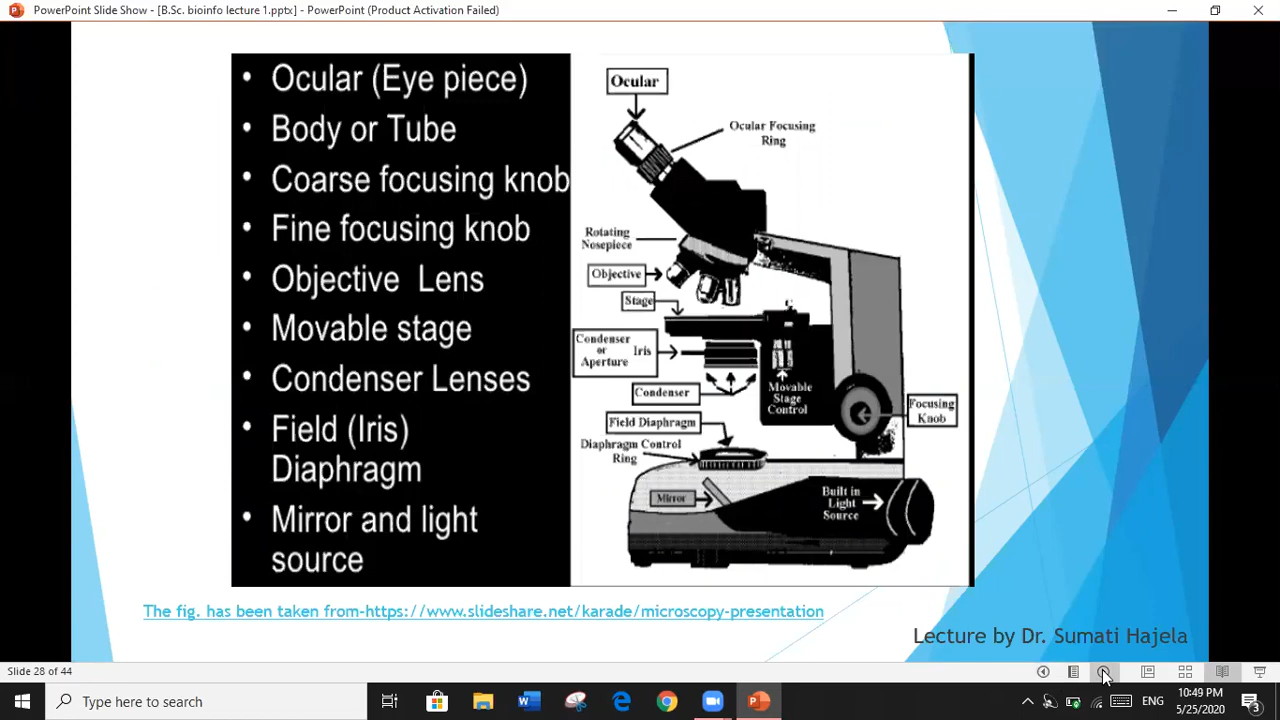 PowerPoint Slide Show - [B.Sc. bioinfo lecture 1.pptx] - PowerPoint (Product Activation Failed)
• Ocular (Eye piece)
• Body or Tube
• Coarse focusing knob
• Fine focusing knob
• Objective Lens
• Movable stage
• Condenser Lenses
• Field (Iris)
Diaphragm
• Mirror and light
source
Ocular
Ocular Focusing
Ring
Rotating
Nosepiece
Objective
Stage
Condenser
or Iris
Aperture
Condenser
Movable
Stage
Control
Focusing
Knob
Field Diaphragm
Diaphragm Control
Ring
Mirror
Built in
Light
Source
The fig. has been taken from-https://www.slideshare.net/karade/microscopy-presentation
Lecture by Dr. Sumati Hajela
Slide 28 of 44
Type here to search
ENG
10:49 PM
5/25/2020
3